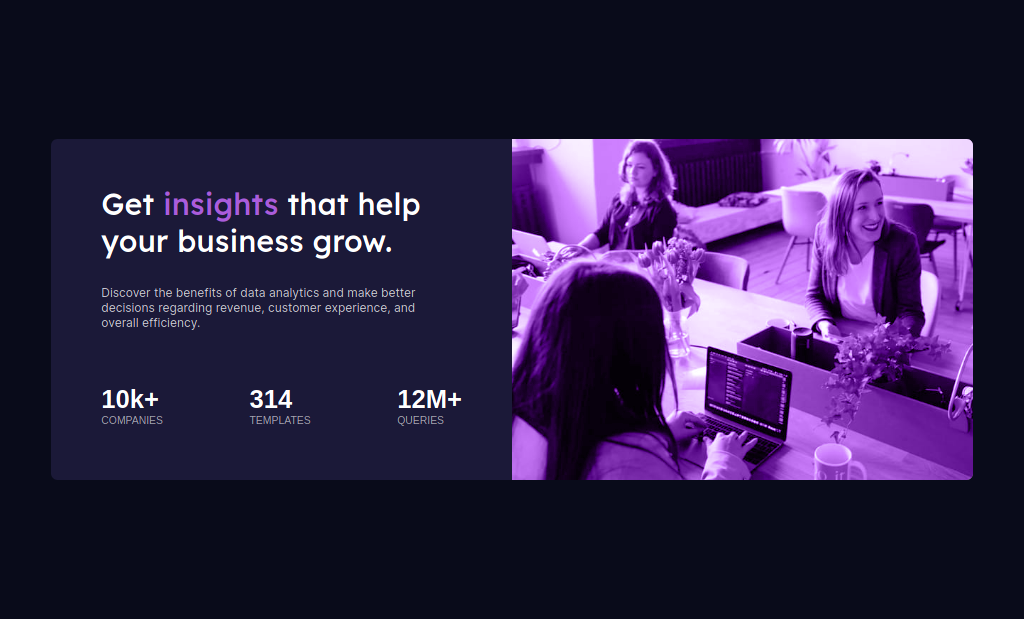 Get insights that help
your business grow.
Discover the benefits of data analytics and make better
decisions regarding revenue, customer experience, and
overall efficiency.
10k+ 314 12M+
COMPANIES TEMPLATES QUERIES